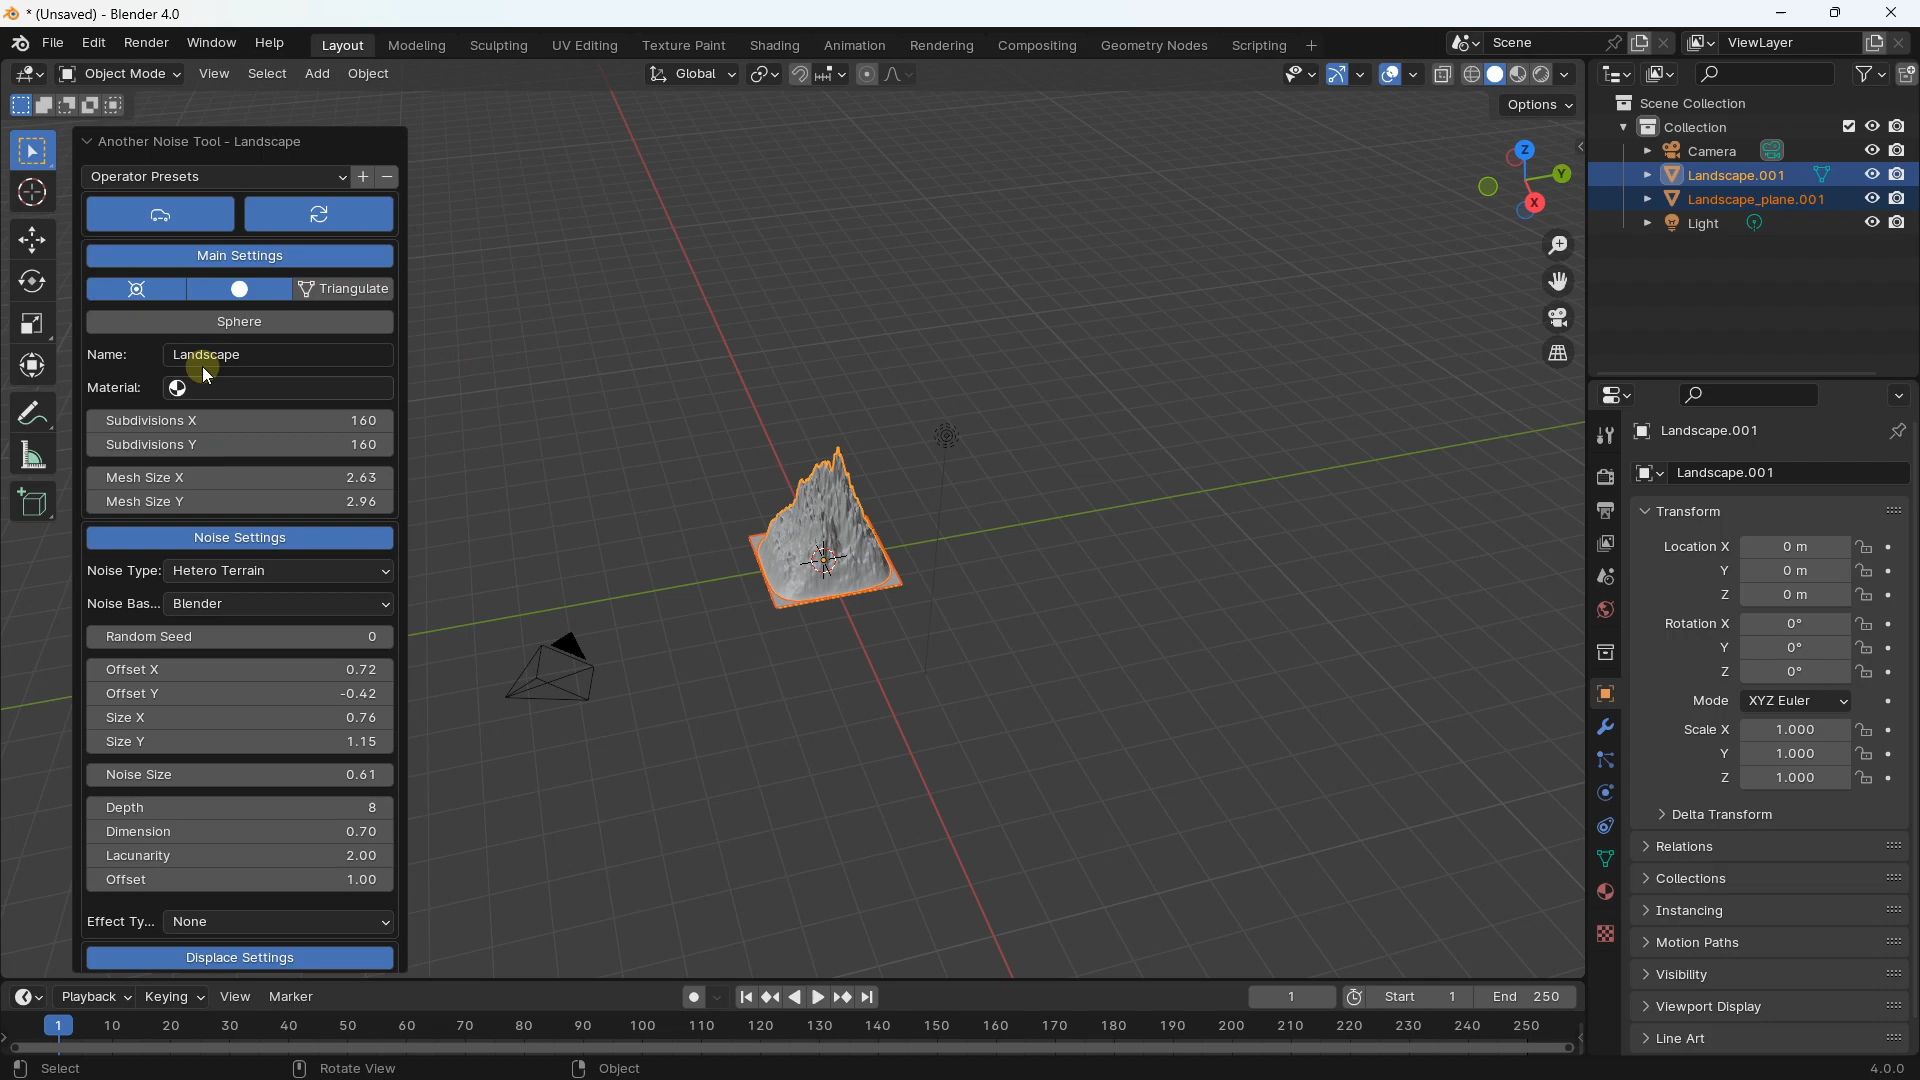 * (Unsaved) - Blender 4.0
File Edit Render Window Help Layout Modeling Sculpting UV Editing Texture Paint Shading Animation Rendering Compositing Geometry Nodes Scripting + Scene ViewLayer
Object Mode View Select Add Object Global
Options
Another Noise Tool - Landscape
Operator Presets
Main Settings
Triangulate
Sphere
Name: Landscape
Material:
Subdivisions X 160
Subdivisions Y 160
Mesh Size X 2.63
Mesh Size Y 2.96
Noise Settings
Noise Type: Hetero Terrain
Noise Bas... Blender
Random Seed 0
Offset X 0.72
Offset Y -0.42
Size X 0.76
Size Y 1.15
Noise Size 0.61
Depth 8
Dimension 0.70
Lacunarity 2.00
Offset 1.00
Effect Ty... None
Displace Settings
Z
Y
X
Scene Collection
Collection
Camera
Landscape.001
Landscape_plane.001
Light
Landscape.001
Landscape.001
Transform
Location X 0 m
Y 0 m
Z 0 m
Rotation X 0°
Y 0°
Z 0°
Mode XYZ Euler
Scale X 1.000
Y 1.000
Z 1.000
Delta Transform
Relations
Collections
Instancing
Motion Paths
Visibility
Viewport Display
Line Art
Playback Keying View Marker 1 Start 1 End 250
1 10 20 30 40 50 60 70 80 90 100 110 120 130 140 150 160 170 180 190 200 210 220 230 240 250
Select Rotate View Object 4.0.0